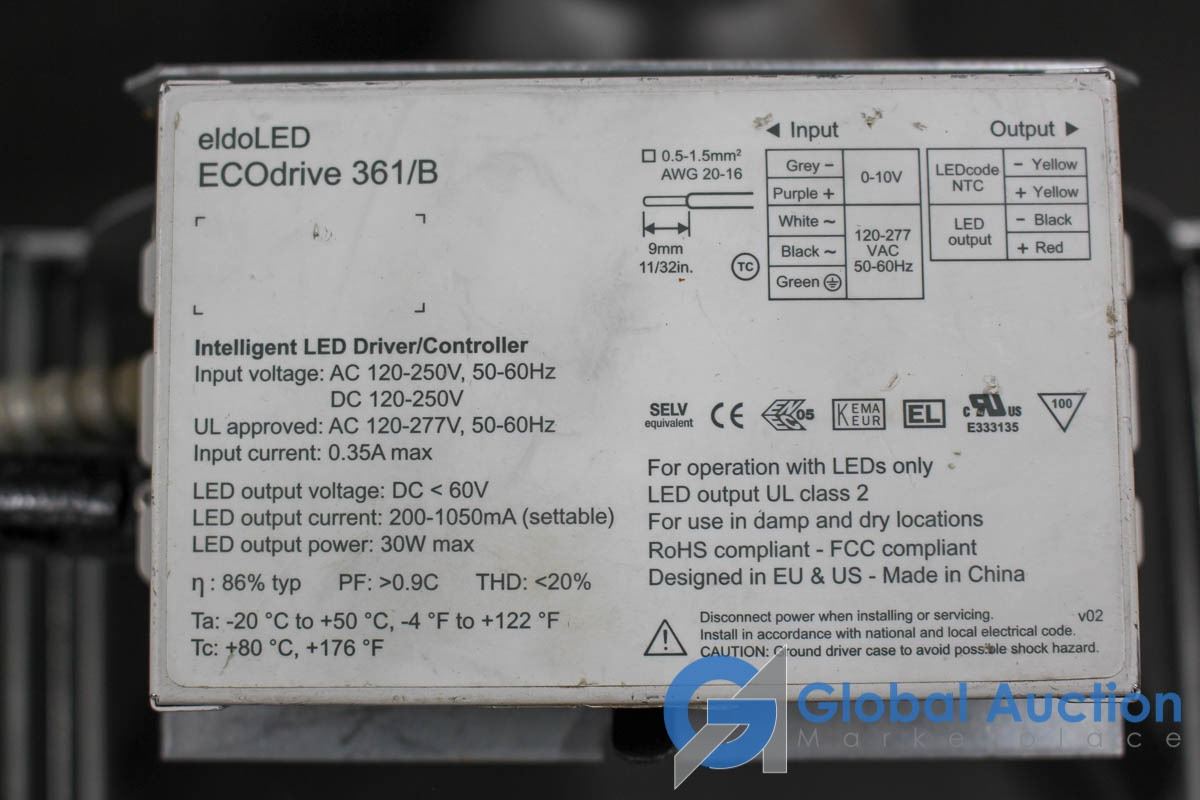 eldoLED
ECOdrive 361/B
0.5-1.5mm²
AWG 20-16
9mm
11/32in.
TC
◄ Input
Grey –
0-10V
Purple +
White ~
120-277
VAC
50-60Hz
Black ~
Green
Output ►
LEDcode
NTC
- Yellow
+ Yellow
LED
output
- Black
+ Red
Intelligent LED Driver/Controller
Input voltage: AC 120-250V, 50-60Hz
DC 120-250V
UL approved: AC 120-277V, 50-60Hz
Input current: 0.35A max
LED output voltage: DC < 60V
LED output current: 200-1050mA (settable)
LED output power: 30W max
η : 86% typ PF: >0.9C THD: <20%
Ta: -20 °C to +50 °C, -4 °F to +122 °F
Tc: +80 °C, +176 °F
SELV
equivalent
CE
05
KEMA
KEUR
EL
c UR us
E333135
100
For operation with LEDs only
LED output UL class 2
For use in damp and dry locations
RoHS compliant - FCC compliant
Designed in EU & US - Made in China
Disconnect power when installing or servicing. v02
Install in accordance with national and local electrical code.
CAUTION: Ground driver case to avoid possible shock hazard.
Global Auction
Marketplace